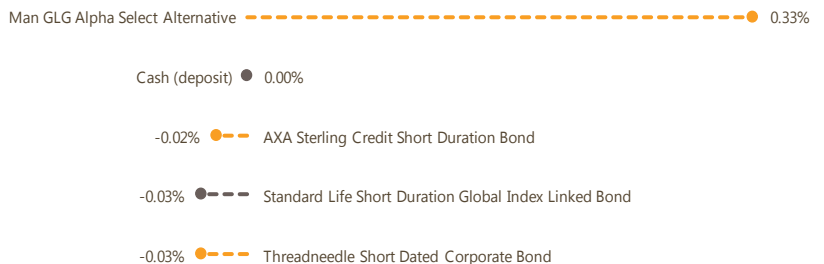 Man GLG Alpha Select Alternative 0.33%
Cash (deposit) 0.00%
-0.02% AXA Sterling Credit Short Duration Bond
-0.03% Standard Life Short Duration Global Index Linked Bond
-0.03% Threadneedle Short Dated Corporate Bond